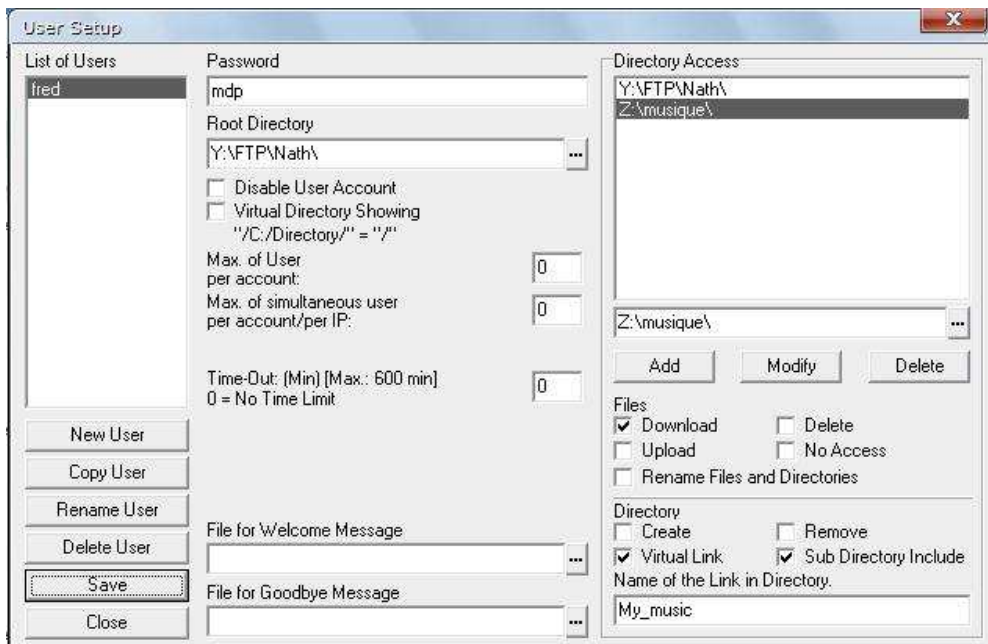 User Setup
x
List of Users
fred
New User
Copy User
Rename User
Delete User
Save
Close
Password
mdp
Root Directory
Y:\FTP\Nath\
...
Disable User Account
Virtual Directory Showing
"/C:/Directory/" = "/"
Max. of User
per account:
0
Max. of simultaneous user
per account/per IP:
0
Time-Out: (Min) [Max.: 600 min]
0 = No Time Limit
0
File for Welcome Message
...
File for Goodbye Message
...
Directory Access
Y:\FTP\Nath\
Z:\musique\
Z:\musique\
...
Add Modify Delete
Files
Download Delete
Upload No Access
Rename Files and Directories
Directory
Create Remove
Virtual Link Sub Directory Include
Name of the Link in Directory.
My_music